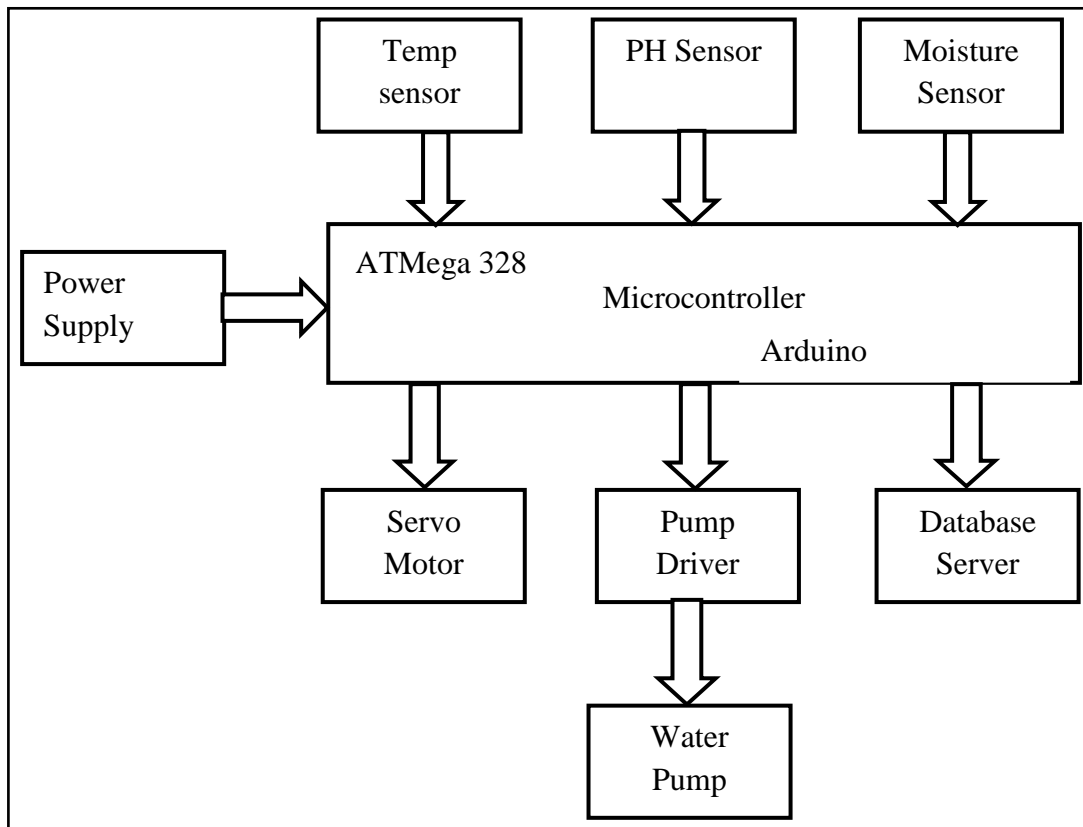 Temp
sensor
PH Sensor
Moisture
Sensor
Power
Supply
ATMega 328
Microcontroller
Arduino
Servo
Motor
Pump
Driver
Database
Server
Water
Pump